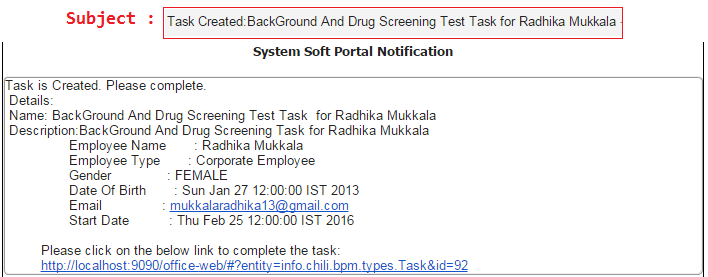 Subject : Task Created:BackGround And Drug Screening Test Task for Radhika Mukkala
System Soft Portal Notification
Task is Created. Please complete.
Details:
Name: BackGround And Drug Screening Test Task for Radhika Mukkala
Description:BackGround And Drug Screening Task for Radhika Mukkala
Employee Name : Radhika Mukkala
Employee Type : Corporate Employee
Gender : FEMALE
Date Of Birth : Sun Jan 27 12:00:00 IST 2013
Email : mukkalaradhika13@gmail.com
Start Date : Thu Feb 25 12:00:00 IST 2016
Please click on the below link to complete the task:
http://localhost:9090/office-web/#?entity=info.chili.bpm.types.Task&id=92